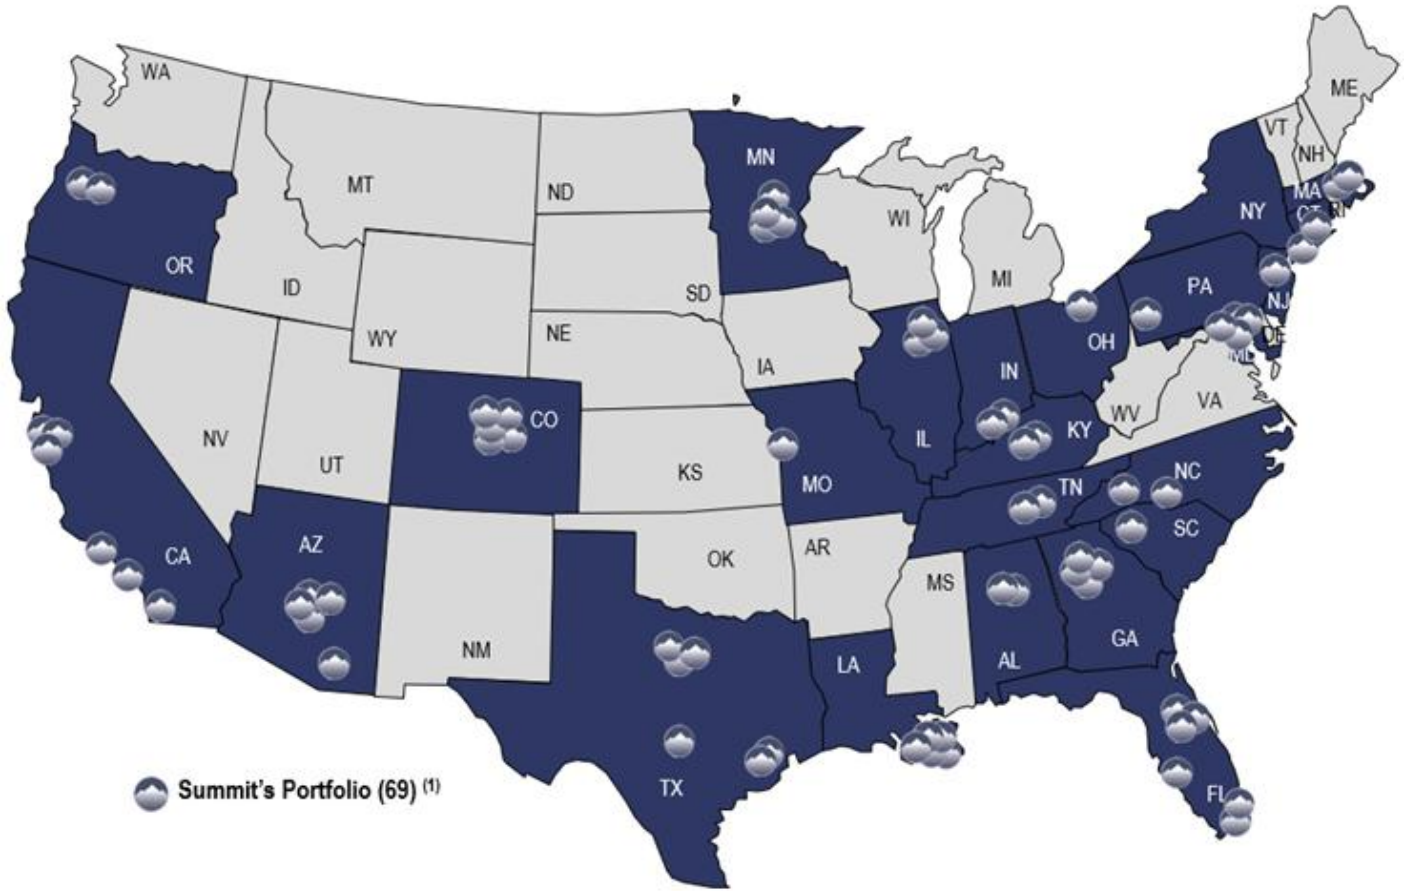 WA
ME
VT
NH
MT
ND
MN
WI
MA
RI
CT
NY
OR
ID
SD
MI
PA
NJ
WY
NE
IA
OH
DE
MD
IN
WV
VA
NV
UT
CO
KS
MO
IL
KY
CA
AZ
OK
AR
TN
NC
SC
NM
MS
AL
GA
LA
TX
FL
Summit's Portfolio (69) (1)